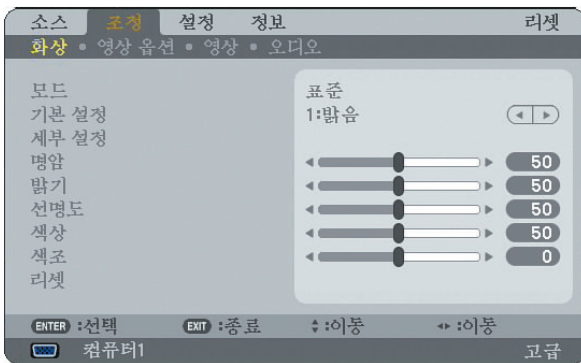 소스 조정 설정 정보 리셋
화상 • 영상 옵션 • 영상 • 오디오
모드 표준
기본 설정 1:밝음
세부 설정
명암 50
밝기 50
선명도 50
색상 50
색조 0
리셋
ENTER :선택 EXIT :종료 :이동 :이동
컴퓨터1 고급